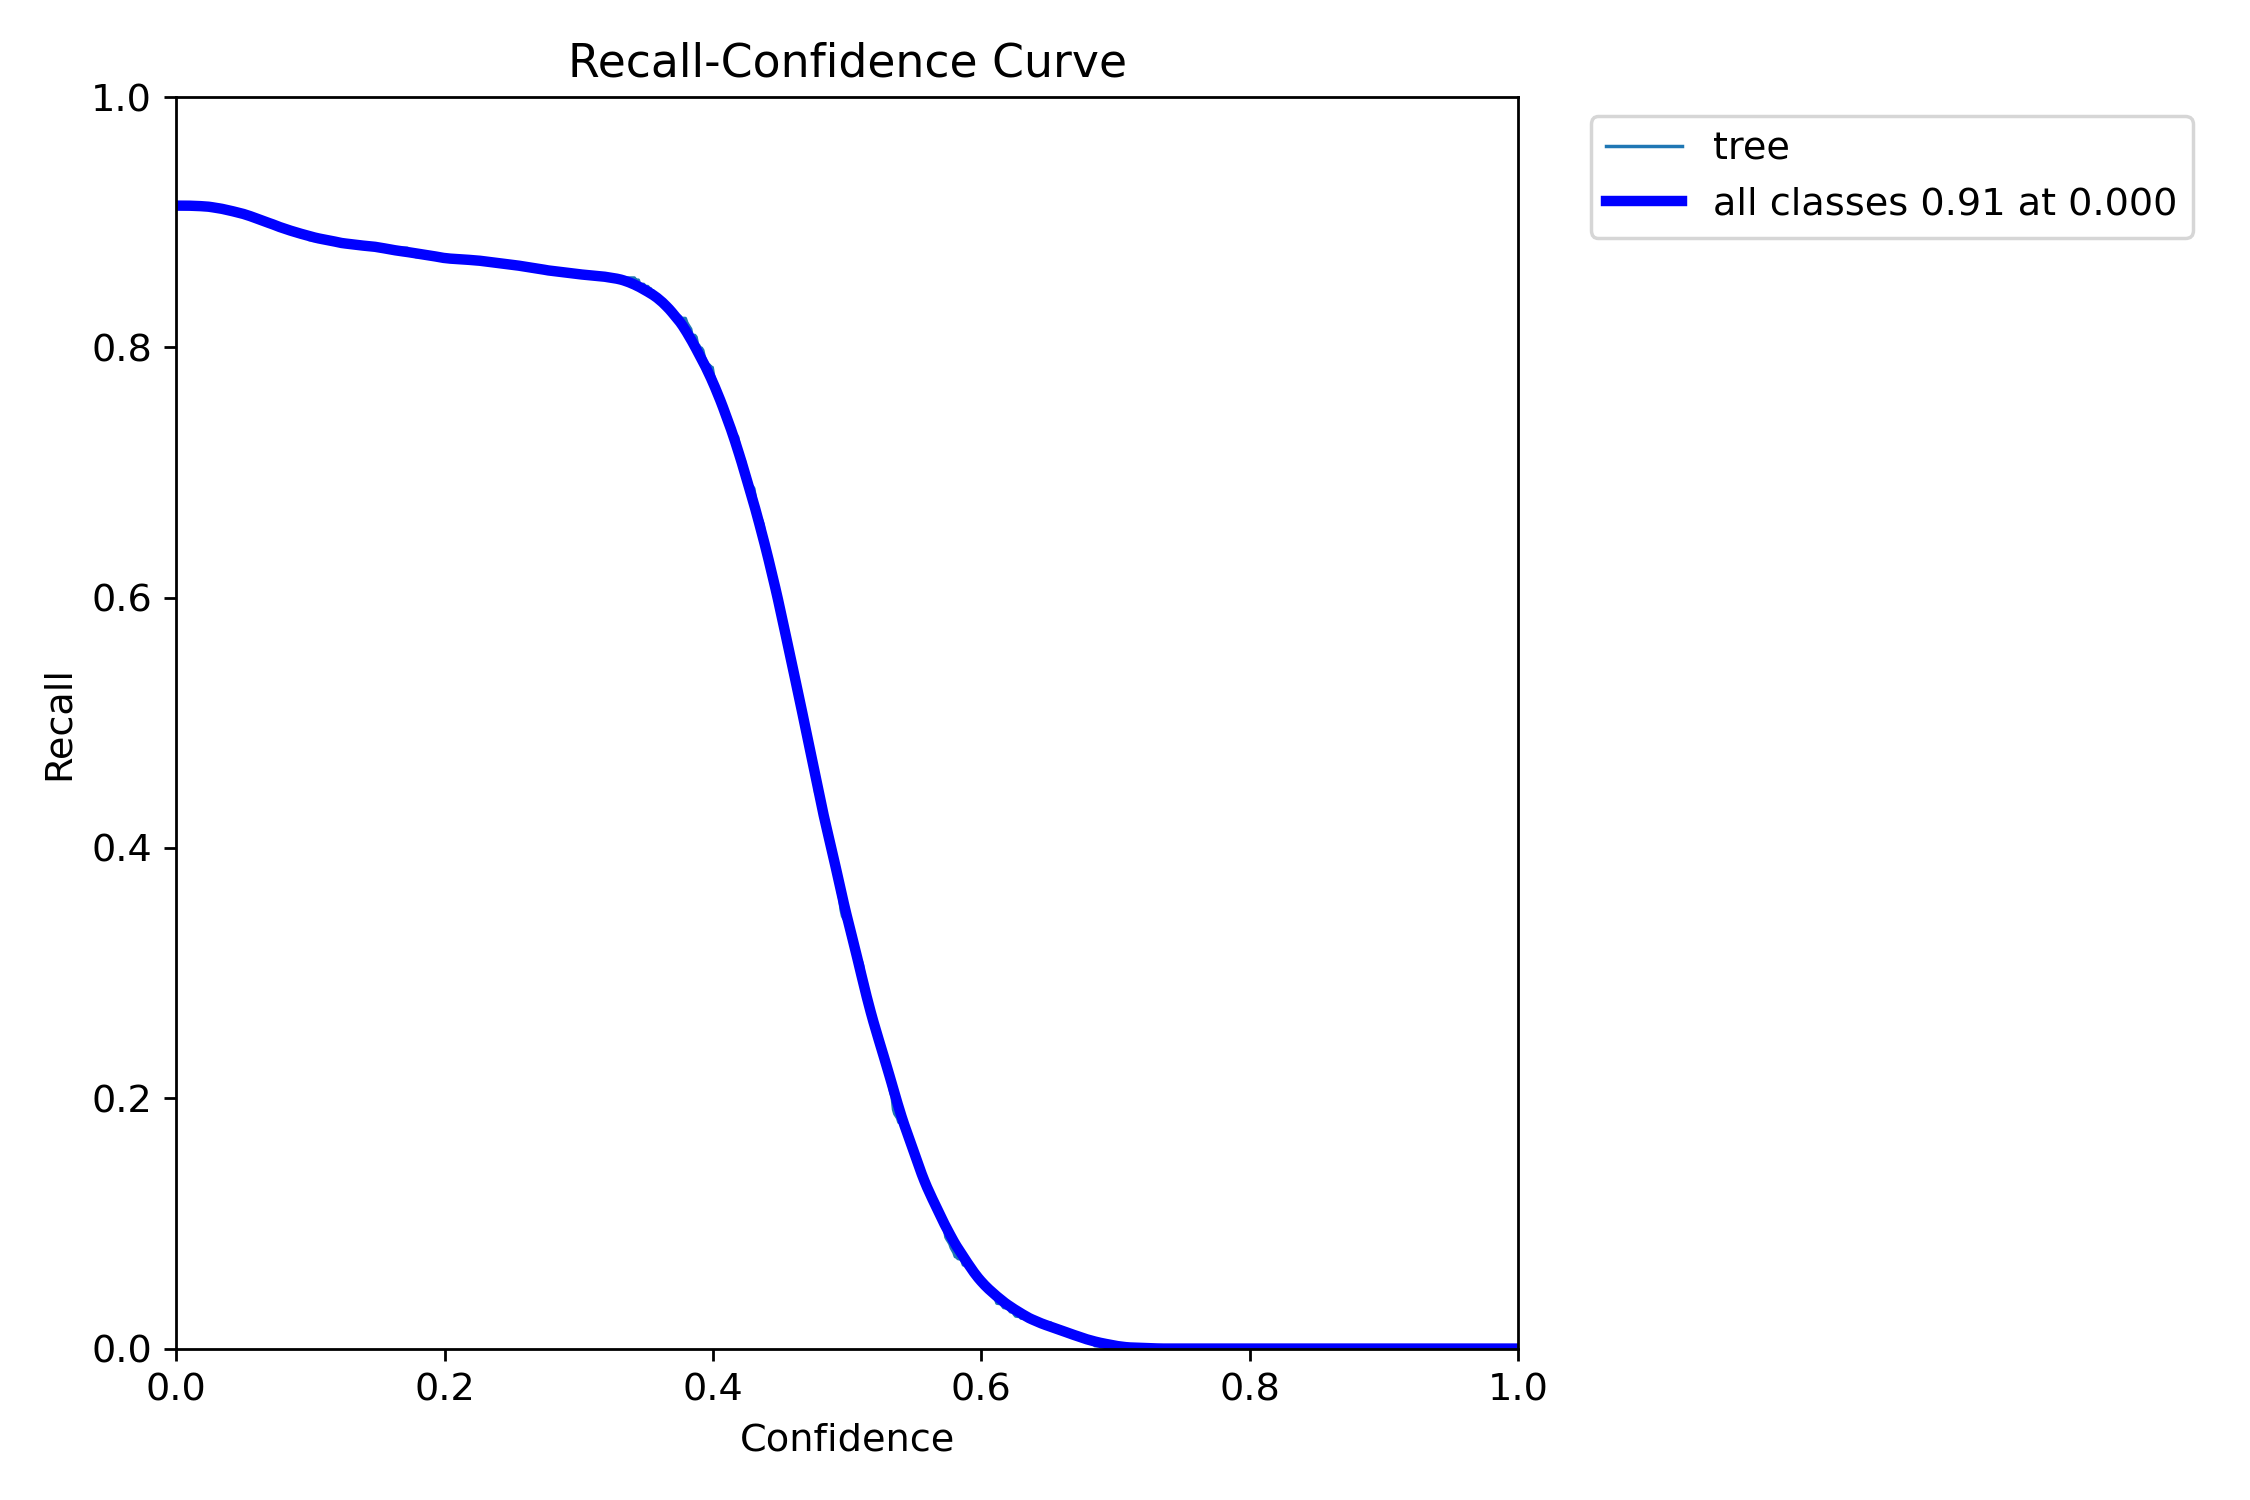 Recall-Confidence Curve
1.0
0.8
0.6
0.4
0.2
0.0
Recall
0.0 0.2 0.4 0.6 0.8 1.0
Confidence
tree
all classes 0.91 at 0.000